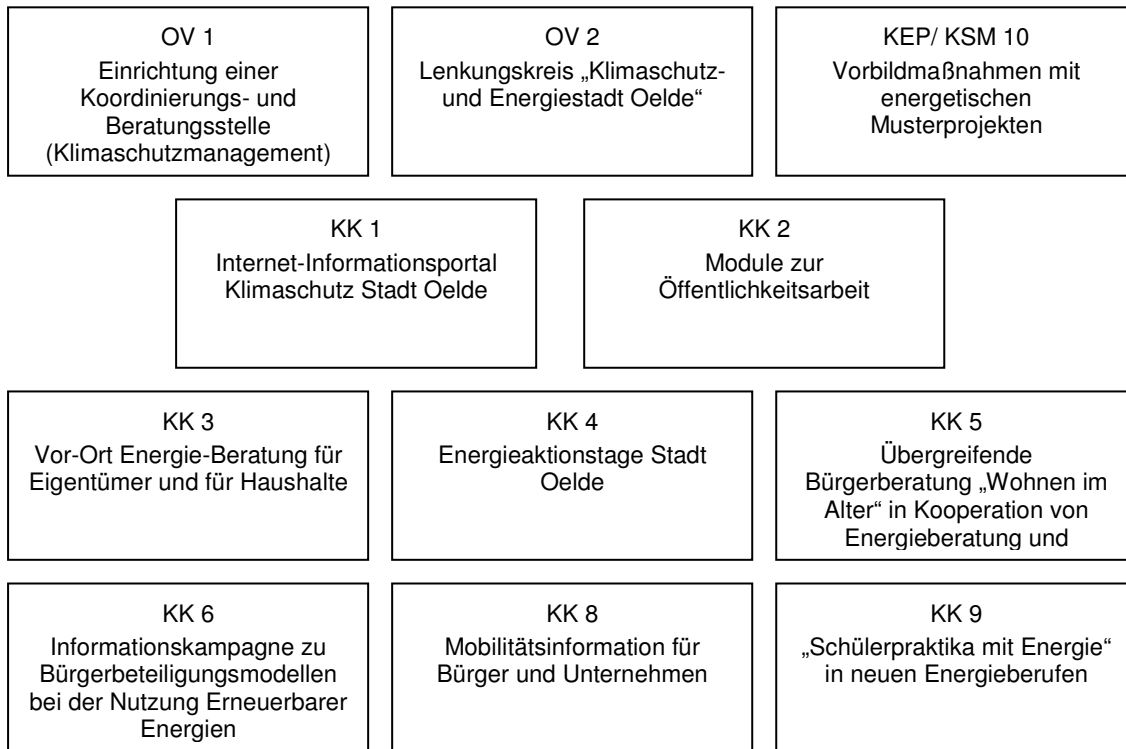 OV 1
Einrichtung einer
Koordinierungs- und
Beratungsstelle
(Klimaschutzmanagement)
OV 2
Lenkungskreis „Klimaschutz-
und Energiestadt Oelde“
KEP/ KSM 10
Vorbildmaßnahmen mit
energetischen
Musterprojekten
KK 1
Internet-Informationsportal
Klimaschutz Stadt Oelde
KK 2
Module zur
Öffentlichkeitsarbeit
KK 3
Vor-Ort Energie-Beratung für
Eigentümer und für Haushalte
KK 4
Energieaktionstage Stadt
Oelde
KK 5
Übergreifende
Bürgerberatung „Wohnen im
Alter“ in Kooperation von
Energieberatung und
KK 6
Informationskampagne zu
Bürgerbeteiligungsmodellen
bei der Nutzung Erneuerbarer
Energien
KK 8
Mobilitätsinformation für
Bürger und Unternehmen
KK 9
„Schülerpraktika mit Energie“
in neuen Energieberufen